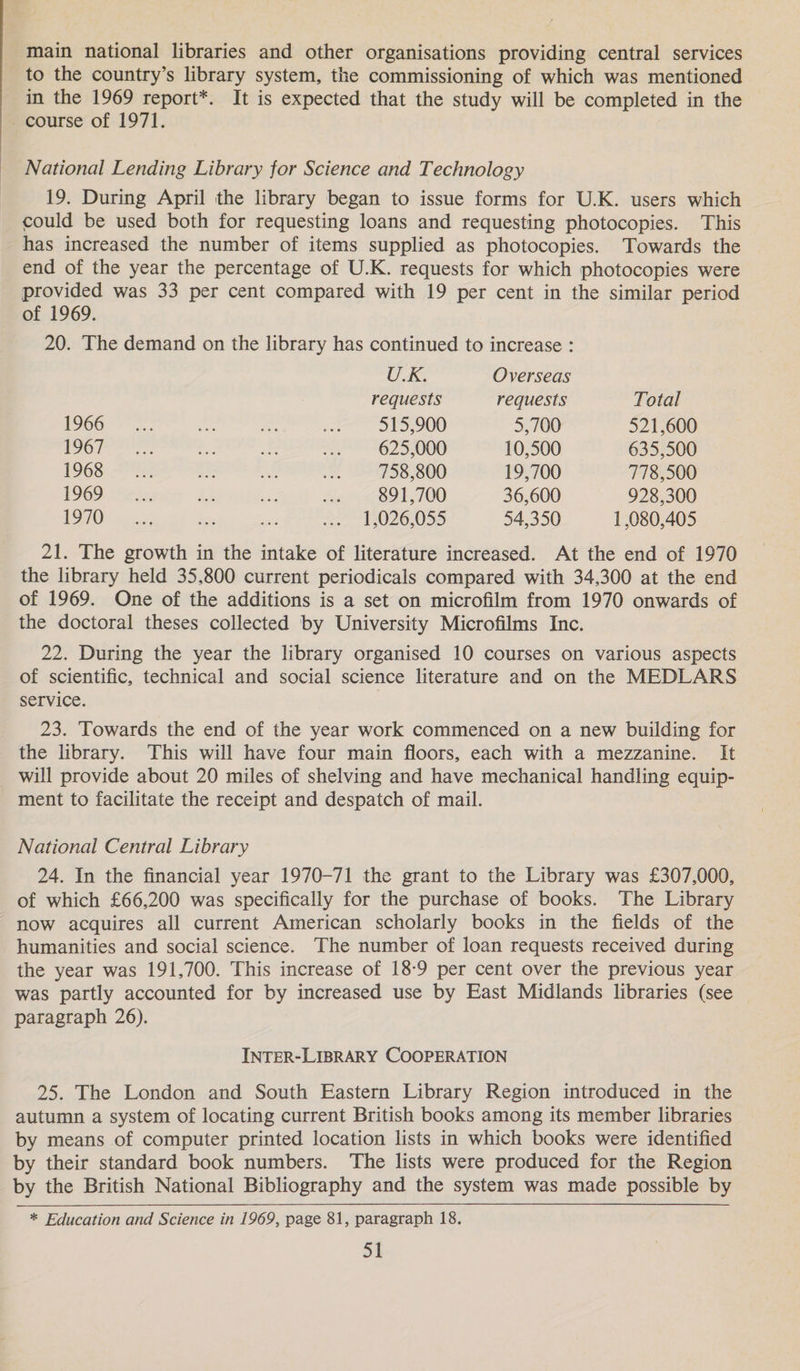 main national libraries and other organisations providing central services
to the country's library system, the commissioning of which was mentioned
in the 1969 report*. It is expected that the study will be completed in the
course of 1971.
National Lending Library for Science and Technology
19. During April the library began to issue forms for U.K. users which
could be used both for requesting loans and requesting photocopies. This
has increased the number of items supplied as photocopies. Towards the
end of the year the percentage of U.K. requests for which photocopies were
provided was 33 per cent compared with 19 per cent in the similar period
of 1969.
20. The demand on the library has continued to increase :
U.K. Overseas
requests requests Total
1966 ... ... ... ... 515,900 5,700 521,600
1967 ... ... ... ... 625,000 10,500 635,500
1968 ... ... ... ... 758,800 19,700 778,500
1969 ... ... ... ... 891,700 36,600 928,300
1970 ... ... ... ... 1,026,055 54,350 1,080,405
21. The growth in the intake of literature increased. At the end of 1970
the library held 35,800 current periodicals compared with 34,300 at the end
of 1969. One of the additions is a set on microfilm from 1970 onwards of
the doctoral theses collected by University Microfilms Inc.
22. During the year the library organised 10 courses on various aspects
of scientific, technical and social science literature and on the MEDLARS
service.
23. Towards the end of the year work commenced on a new building for
the library. This will have four main floors, each with a mezzanine. It
will provide about 20 miles of shelving and have mechanical handling equip-
ment to facilitate the receipt and despatch of mail.
National Central Library
24. In the financial year 1970–71 the grant to the Library was £307,000,
of which £66,200 was specifically for the purchase of books. The Library
now acquires all current American scholarly books in the fields of the
humanities and social science. The number of loan requests received during
the year was 191,700. This increase of 18·9 per cent over the previous year
was partly accounted for by increased use by East Midlands libraries (see
paragraph 26).
INTER-LIBRARY COOPERATION
25. The London and South Eastern Library Region introduced in the
autumn a system of locating current British books among its member libraries
by means of computer printed location lists in which books were identified
by their standard book numbers. The lists were produced for the Region
by the British National Bibliography and the system was made possible by
* Education and Science in 1969, page 81, paragraph 18.
51